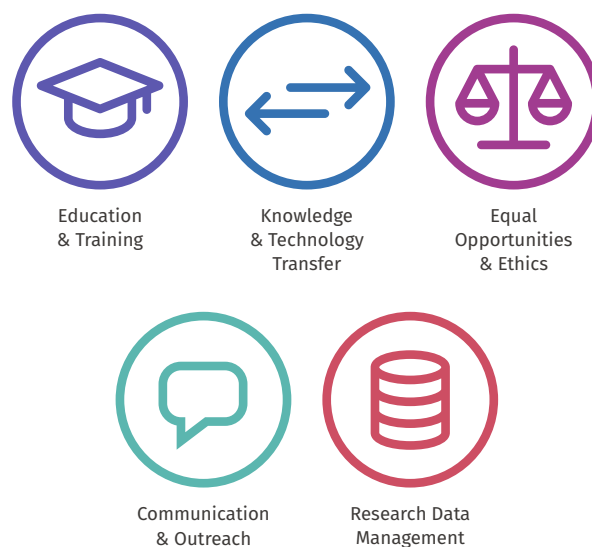 Education
& Training
Knowledge
& Technology
Transfer
Equal
Opportunities
& Ethics
Communication
& Outreach
Research Data
Management